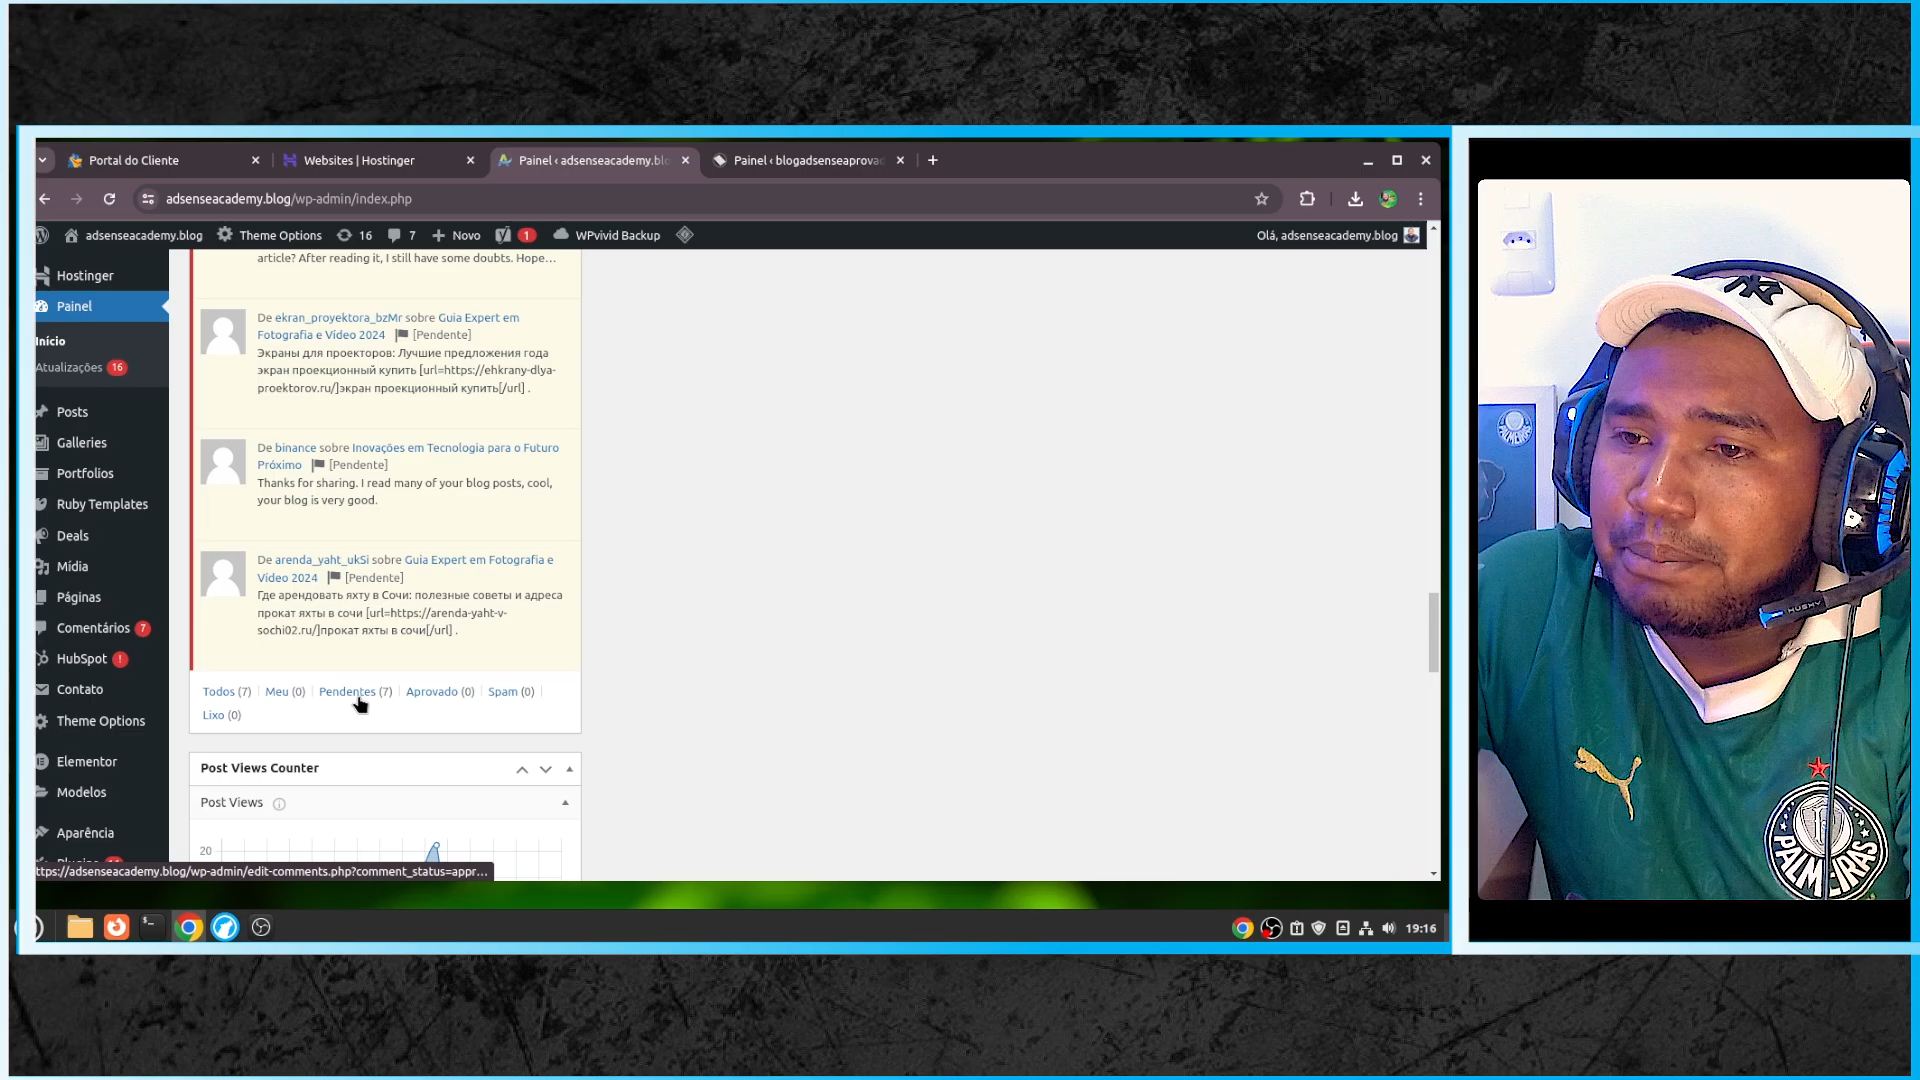 Portal do Cliente
Websites | Hostinger
Painel ‹ adsenseacademy.blo
Painel ‹ blogadsenseaprovad
adsenseacademy.blog/wp-admin/index.php
adsenseacademy.blog
Theme Options
16
7
Novo
1
WPvivid Backup
Olá, adsenseacademy.blog
Hostinger
Painel
Início
Atualizações 16
Posts
Galleries
Portfolios
Ruby Templates
Deals
Mídia
Páginas
Comentários 7
HubSpot !
Contato
Theme Options
Elementor
Modelos
Aparência
article? After reading it, I still have some doubts. Hope…
De ekran_proyektora_bzMr sobre Guia Expert em
Fotografia e Vídeo 2024 [Pendente]
Экраны для проекторов: Лучшие предложения года
экран проекционный купить [url=https://ehkrany-dlya-
proektorov.ru/]экран проекционный купить[/url] .
De binance sobre Inovações em Tecnologia para o Futuro
Próximo [Pendente]
Thanks for sharing. I read many of your blog posts, cool,
your blog is very good.
De arenda_yaht_ukSi sobre Guia Expert em Fotografia e
Vídeo 2024 [Pendente]
Где арендовать яхту в Сочи: полезные советы и адреса
прокат яхты в сочи [url=https://arenda-yaht-v-
sochi02.ru/]прокат яхты в сочи[/url] .
Todos (7) | Meu (0) | Pendentes (7) | Aprovado (0) | Spam (0) |
Lixo (0)
Post Views Counter
Post Views
20
ttps://adsenseacademy.blog/wp-admin/edit-comments.php?comment_status=appr…
19:16
PALMEIRAS
HUSKY
PALMEIRAS